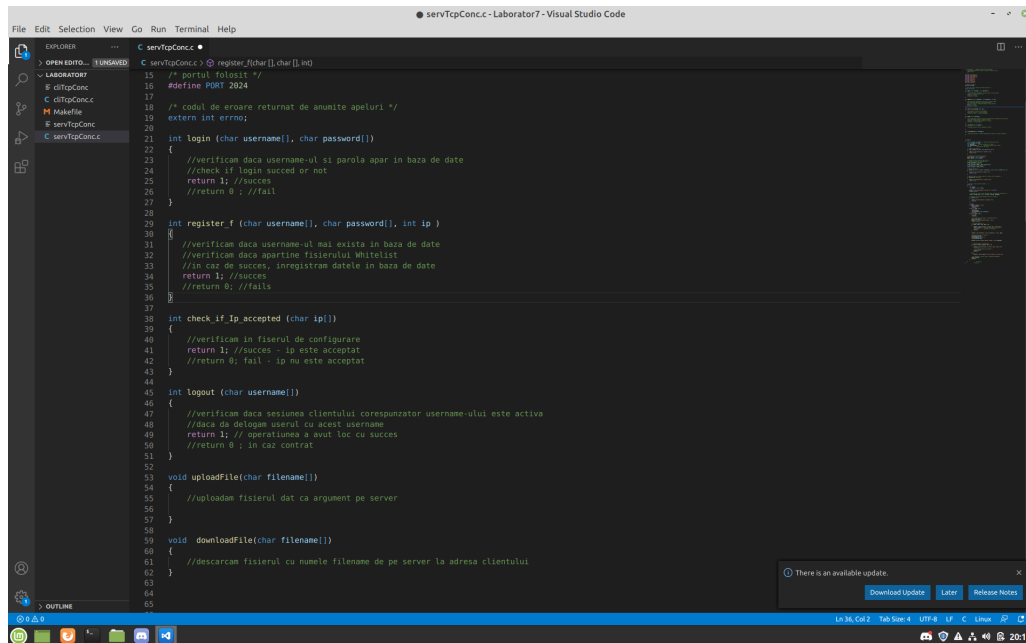 servTcpConc.c - Laborator7 - Visual Studio Code
File Edit Selection View Go Run Terminal Help
EXPLORER ···
C servTcpConc.c
OPEN EDITO... 1 UNSAVED
C servTcpConc.c > register_f(char [], char [], int)
LABORATOR7
cliTcpConc
C cliTcpConc.c
M Makefile
servTcpConc
C servTcpConc.c
15 /* portul folosit */
16 #define PORT 2024
17
18 /* codul de eroare returnat de anumite apeluri */
19 extern int errno;
20
21 int login (char username[], char password[])
22 {
23 //verificam daca username-ul si parola apar in baza de date
24 //check if login succed or not
25 return 1; //succes
26 //return 0 ; //fail
27 }
28
29 int register_f (char username[], char password[], int ip )
30 {
31 //verificam daca username-ul mai exista in baza de date
32 //verificam daca apartine fisierului Whitelist
33 //in caz de succes, inregistram datele in baza de date
34 return 1; //succes
35 //return 0; //fails
36 }
37
38 int check_if_Ip_accepted (char ip[])
39 {
40 //verificam in fiserul de configurare
41 return 1; //succes - ip este acceptat
42 //return 0; fail - ip nu este acceptat
43 }
44
45 int logout (char username[])
46 {
47 //verificam daca sesiunea clientului corespunzator username-ului este activa
48 //daca da delogam userul cu acest username
49 return 1; // operatiunea a avut loc cu succes
50 //return 0 ; in caz contrat
51 }
52
53 void uploadFile(char filename[])
54 {
55 //uploadam fisierul dat ca argument pe server
56
57 }
58
59 void downloadFile(char filename[])
60 {
61 //descarcam fisierul cu numele filename de pe server la adresa clientului
62 }
63
64
65
There is an available update.
Download Update Later Release Notes
OUTLINE
0 0
Ln 36, Col 2 Tab Size: 4 UTF-8 LF C Linux
20:1